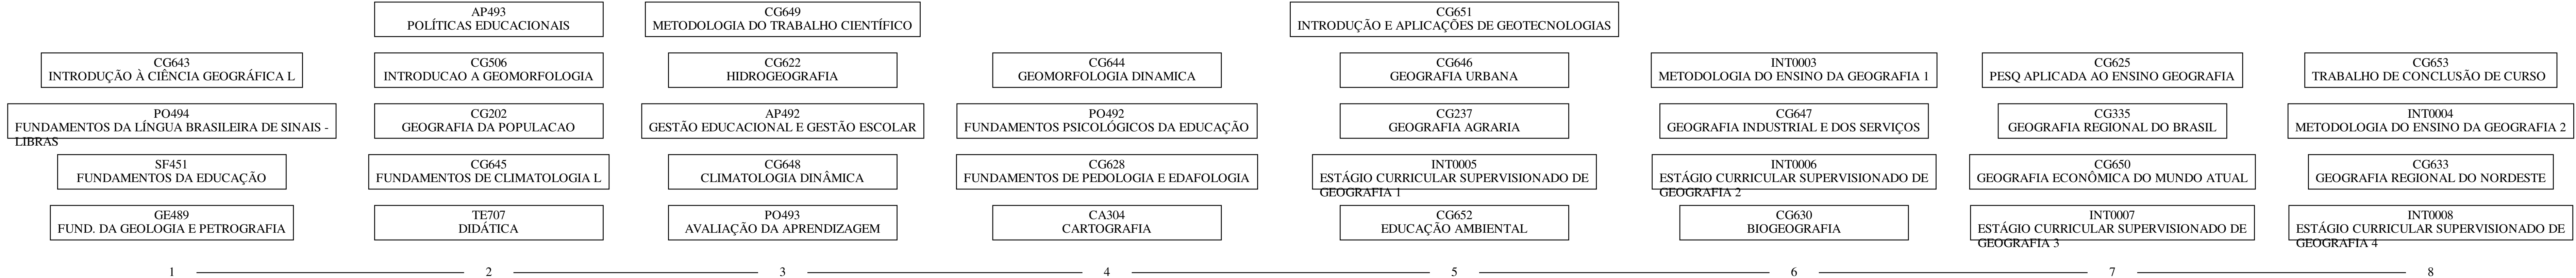 CG643
INTRODUÇÃO À CIÊNCIA GEOGRÁFICA L
PO494
FUNDAMENTOS DA LÍNGUA BRASILEIRA DE SINAIS -
LIBRAS
SF451
FUNDAMENTOS DA EDUCAÇÃO
GE489
FUND. DA GEOLOGIA E PETROGRAFIA
1
AP493
POLÍTICAS EDUCACIONAIS
CG506
INTRODUCAO A GEOMORFOLOGIA
CG202
GEOGRAFIA DA POPULACAO
CG645
FUNDAMENTOS DE CLIMATOLOGIA L
TE707
DIDÁTICA
2
CG649
METODOLOGIA DO TRABALHO CIENTÍFICO
CG622
HIDROGEOGRAFIA
AP492
GESTÃO EDUCACIONAL E GESTÃO ESCOLAR
CG648
CLIMATOLOGIA DINÂMICA
PO493
AVALIAÇÃO DA APRENDIZAGEM
3
CG644
GEOMORFOLOGIA DINAMICA
PO492
FUNDAMENTOS PSICOLÓGICOS DA EDUCAÇÃO
CG628
FUNDAMENTOS DE PEDOLOGIA E EDAFOLOGIA
CA304
CARTOGRAFIA
4
CG651
INTRODUÇÃO E APLICAÇÕES DE GEOTECNOLOGIAS
CG646
GEOGRAFIA URBANA
CG237
GEOGRAFIA AGRARIA
INT0005
ESTÁGIO CURRICULAR SUPERVISIONADO DE
GEOGRAFIA 1
CG652
EDUCAÇÃO AMBIENTAL
5
INT0003
METODOLOGIA DO ENSINO DA GEOGRAFIA 1
CG647
GEOGRAFIA INDUSTRIAL E DOS SERVIÇOS
INT0006
ESTÁGIO CURRICULAR SUPERVISIONADO DE
GEOGRAFIA 2
CG630
BIOGEOGRAFIA
6
CG625
PESQ APLICADA AO ENSINO GEOGRAFIA
CG335
GEOGRAFIA REGIONAL DO BRASIL
CG650
GEOGRAFIA ECONÔMICA DO MUNDO ATUAL
INT0007
ESTÁGIO CURRICULAR SUPERVISIONADO DE
GEOGRAFIA 3
7
CG653
TRABALHO DE CONCLUSÃO DE CURSO
INT0004
METODOLOGIA DO ENSINO DA GEOGRAFIA 2
CG633
GEOGRAFIA REGIONAL DO NORDESTE
INT0008
ESTÁGIO CURRICULAR SUPERVISIONADO DE
GEOGRAFIA 4
8